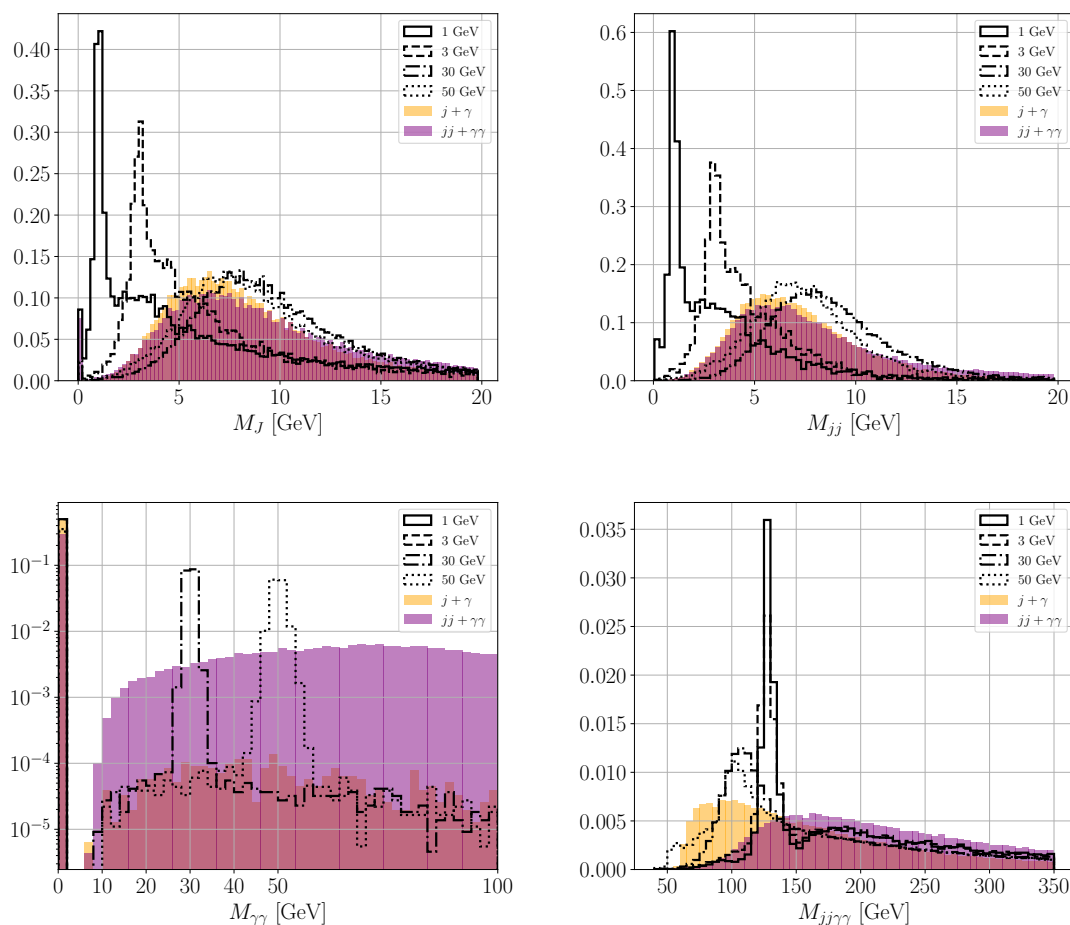 0.40
0.35
0.30
0.25
0.20
0.15
0.10
0.05
0.00
0 5 10 15 20
M_J [GeV]
1 GeV
3 GeV
30 GeV
50 GeV
j + γ
jj + γγ
0.6
0.5
0.4
0.3
0.2
0.1
0.0
0 5 10 15 20
M_{jj} [GeV]
1 GeV
3 GeV
30 GeV
50 GeV
j + γ
jj + γγ
10^{−1}
10^{−2}
10^{−3}
10^{−4}
10^{−5}
0 10 20 30 40 50 100
M_{γγ} [GeV]
1 GeV
3 GeV
30 GeV
50 GeV
j + γ
jj + γγ
0.035
0.030
0.025
0.020
0.015
0.010
0.005
0.000
50 100 150 200 250 300 350
M_{jjγγ} [GeV]
1 GeV
3 GeV
30 GeV
50 GeV
j + γ
jj + γγ